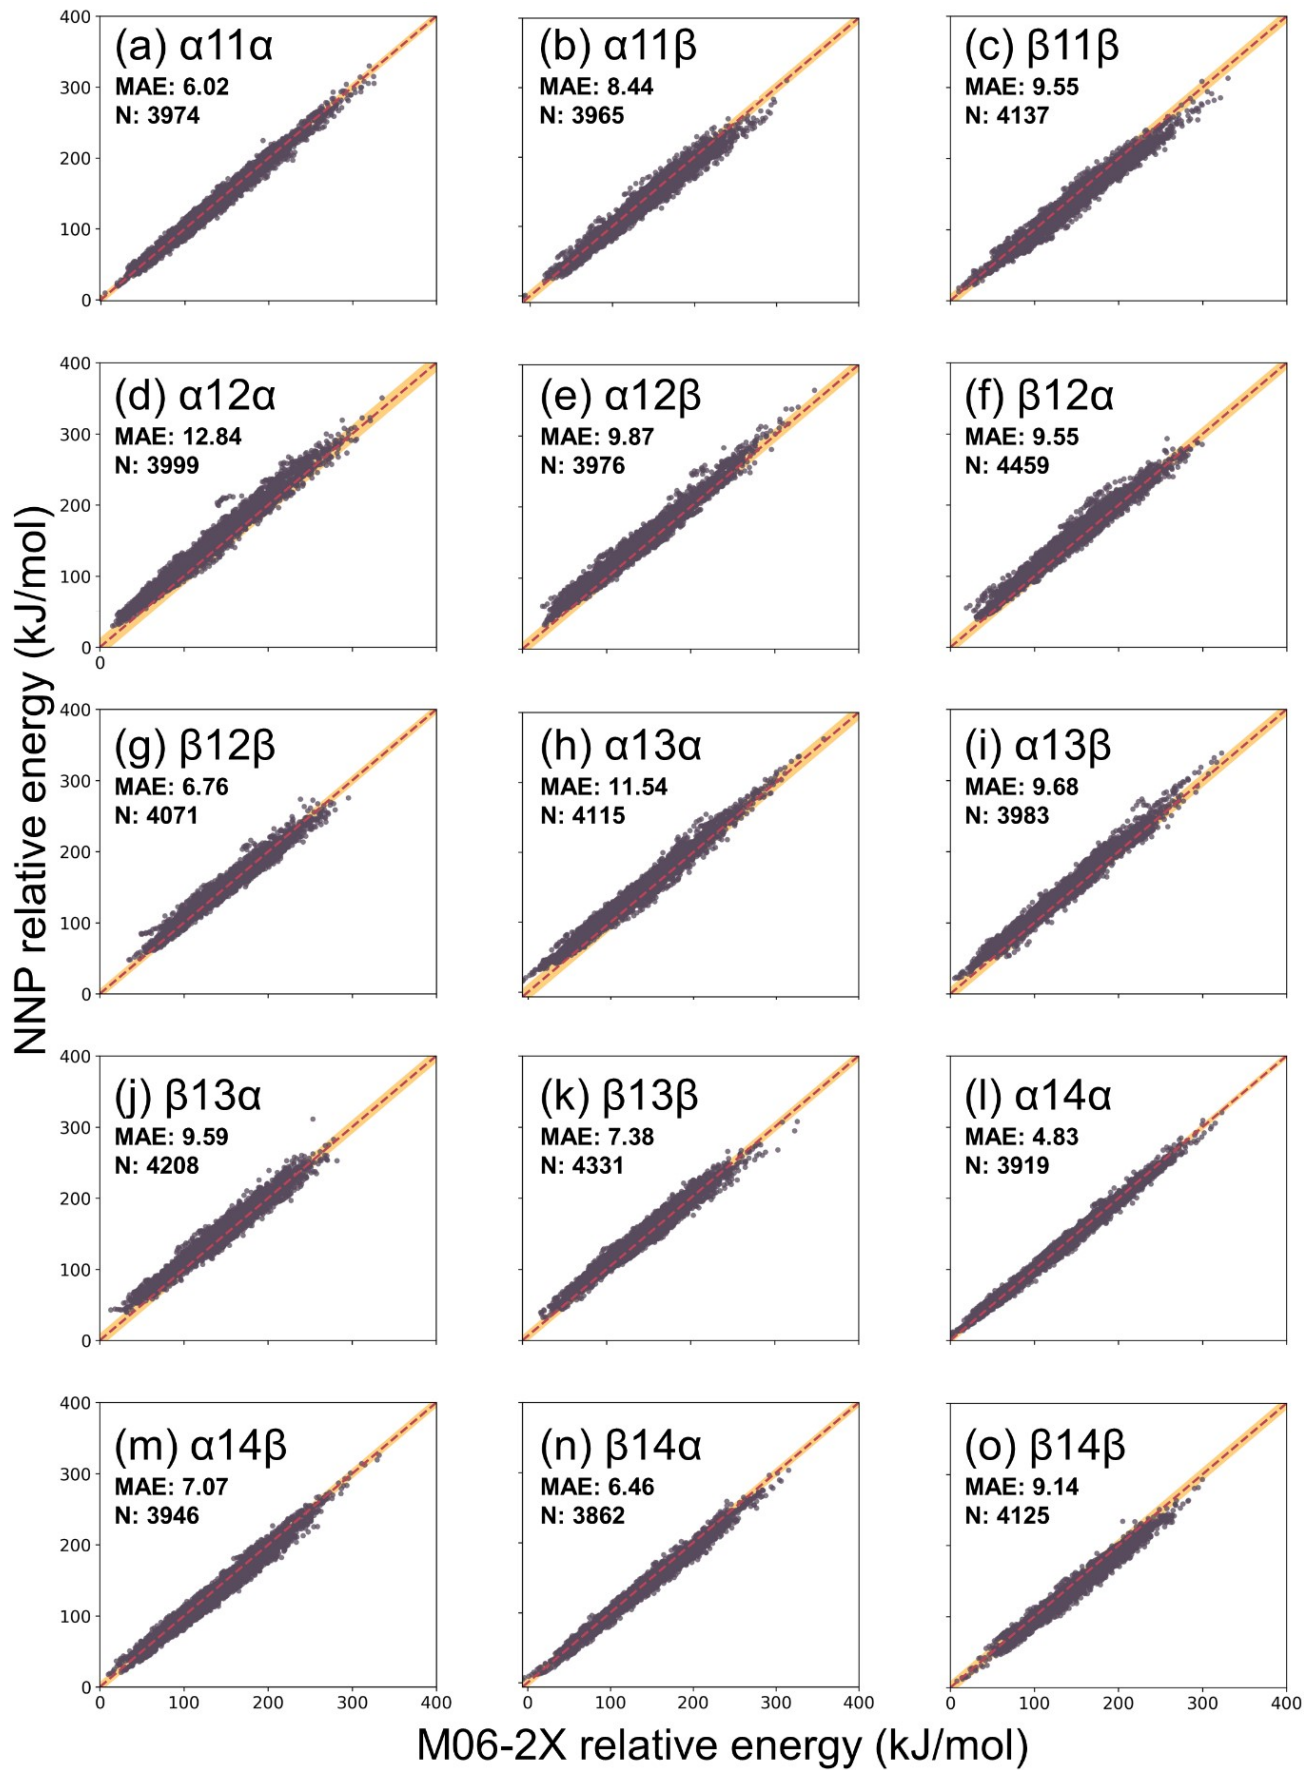 NNP relative energy (kJ/mol)
400
300
200
100
0
(a) α11α
MAE: 6.02
N: 3974
(b) α11β
MAE: 8.44
N: 3965
(c) β11β
MAE: 9.55
N: 4137
400
300
200
100
0
0
(d) α12α
MAE: 12.84
N: 3999
(e) α12β
MAE: 9.87
N: 3976
(f) β12α
MAE: 9.55
N: 4459
400
300
200
100
0
(g) β12β
MAE: 6.76
N: 4071
(h) α13α
MAE: 11.54
N: 4115
(i) α13β
MAE: 9.68
N: 3983
400
300
200
100
0
(j) β13α
MAE: 9.59
N: 4208
(k) β13β
MAE: 7.38
N: 4331
(l) α14α
MAE: 4.83
N: 3919
400
300
200
100
0
(m) α14β
MAE: 7.07
N: 3946
(n) β14α
MAE: 6.46
N: 3862
(o) β14β
MAE: 9.14
N: 4125
0 100 200 300 400
0 100 200 300 400
0 100 200 300 400
M06-2X relative energy (kJ/mol)